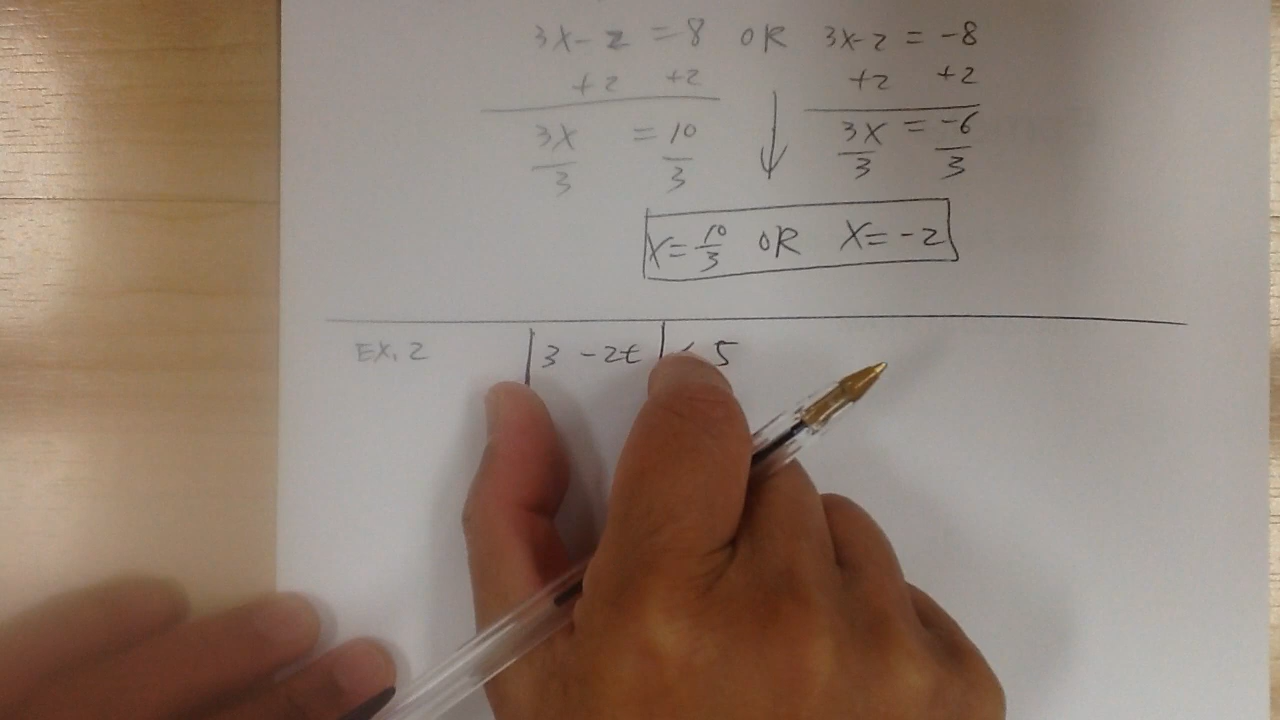 3x - 2 = 8 OR 3x - 2 = -8
+2 +2 +2 +2
3x = 10 3x = -6
3 3 3 3
x = 10/3 OR x = -2
EX. 2 |3 - 2t| < 5